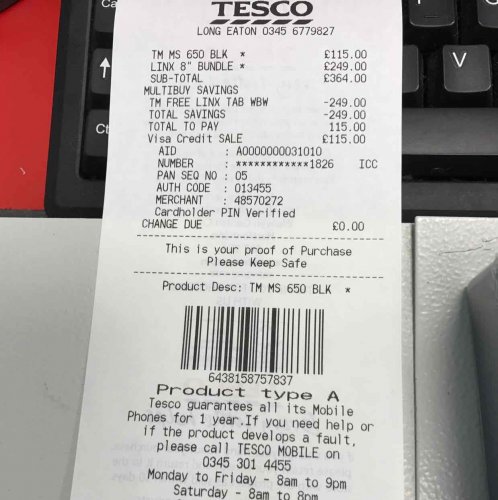 TESCO
LONG EATON 0345 6779827
TM MS 650 BLK * £115.00
LINX 8" BUNDLE * £249.00
SUB-TOTAL £364.00
MULTIBUY SAVINGS
TM FREE LINX TAB WBW -249.00
TOTAL SAVINGS -249.00
TOTAL TO PAY 115.00
Visa Credit SALE £115.00
AID : A0000000031010
NUMBER : ************1826 ICC
PAN SEQ NO : 05
AUTH CODE : 013455
MERCHANT : 48570272
Cardholder PIN Verified
CHANGE DUE £0.00
This is your proof of Purchase
Please Keep Safe
Product Desc: TM MS 650 BLK *
6438158757837
Product type A
Tesco guarantees all its Mobile
Phones for 1 year.If you need help or
if the product develops a fault,
please call TESCO MOBILE on
0345 301 4455
Monday to Friday - 8am to 9pm
Saturday - 8am to 8pm
Ca
Ct
V